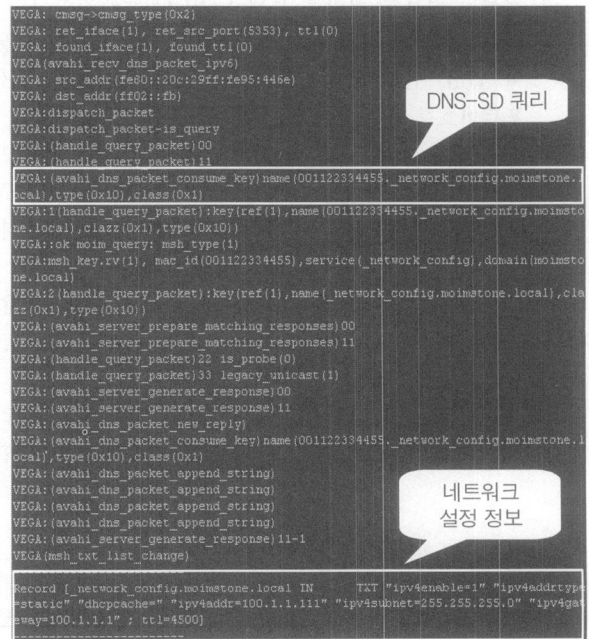 VEGA: cmsg->cmsg_type(0x2)
VEGA: ret_iface(1), ret_src_port(5353), ttl(0)
VEGA: found_iface(1), found_ttl(0)
VEGA(avahi_recv_dns_packet_ipv6)
VEGA: src_addr(fe80::20c:29ff:fe95:446e)
VEGA: dst_addr(ff02::fb)
VEGA:dispatch_packet
VEGA:dispatch_packet-is_query
VEGA:(handle_query_packet)00
VEGA:(handle_query_packet)11
DNS-SD 쿼리
VEGA:(avahi_dns_packet_consume_key)name(001122334455._network_config.moimstone.l
ocal),type(0x10),class(0x1)
VEGA:1(handle_query_packet):key(ref(1),name(001122334455._network_config.moimsto
ne.local),clazz(0x1),type(0x10))
VEGA::ok moim_query: msh_type(1)
VEGA:msh_key.rv(1), mac_id(001122334455),service(_network_config),domain(moimsto
ne.local)
VEGA:2(handle_query_packet):key(ref(1),name(_network_config.moimstone.local),cla
zz(0x1),type(0x10))
VEGA:(avahi_server_prepare_matching_responses)00
VEGA:(avahi_server_prepare_matching_responses)11
VEGA:(handle_query_packet)22 is_probe(0)
VEGA:(handle_query_packet)33 legacy_unicast(1)
VEGA:(avahi_server_generate_response)00
VEGA:(avahi_server_generate_response)11
VEGA:(avahi_dns_packet_new_reply)
VEGA:(avahi_dns_packet_consume_key)name(001122334455._network_config.moimstone.l
ocal),type(0x10),class(0x1)
VEGA:(avahi_dns_packet_append_string)
VEGA:(avahi_dns_packet_append_string)
VEGA:(avahi_dns_packet_append_string)
VEGA:(avahi_dns_packet_append_string)
VEGA:(avahi_server_generate_response)11-1
VEGA(msh_txt_list_change)
네트워크
설정 정보
Record [_network_config.moimstone.local IN TXT "ipv4enable=1" "ipv4addrtype
=static" "dhcpcache=" "ipv4addr=100.1.1.111" "ipv4subnet=255.255.255.0" "ipv4gat
eway=100.1.1.1" ; ttl=4500]
------------------------